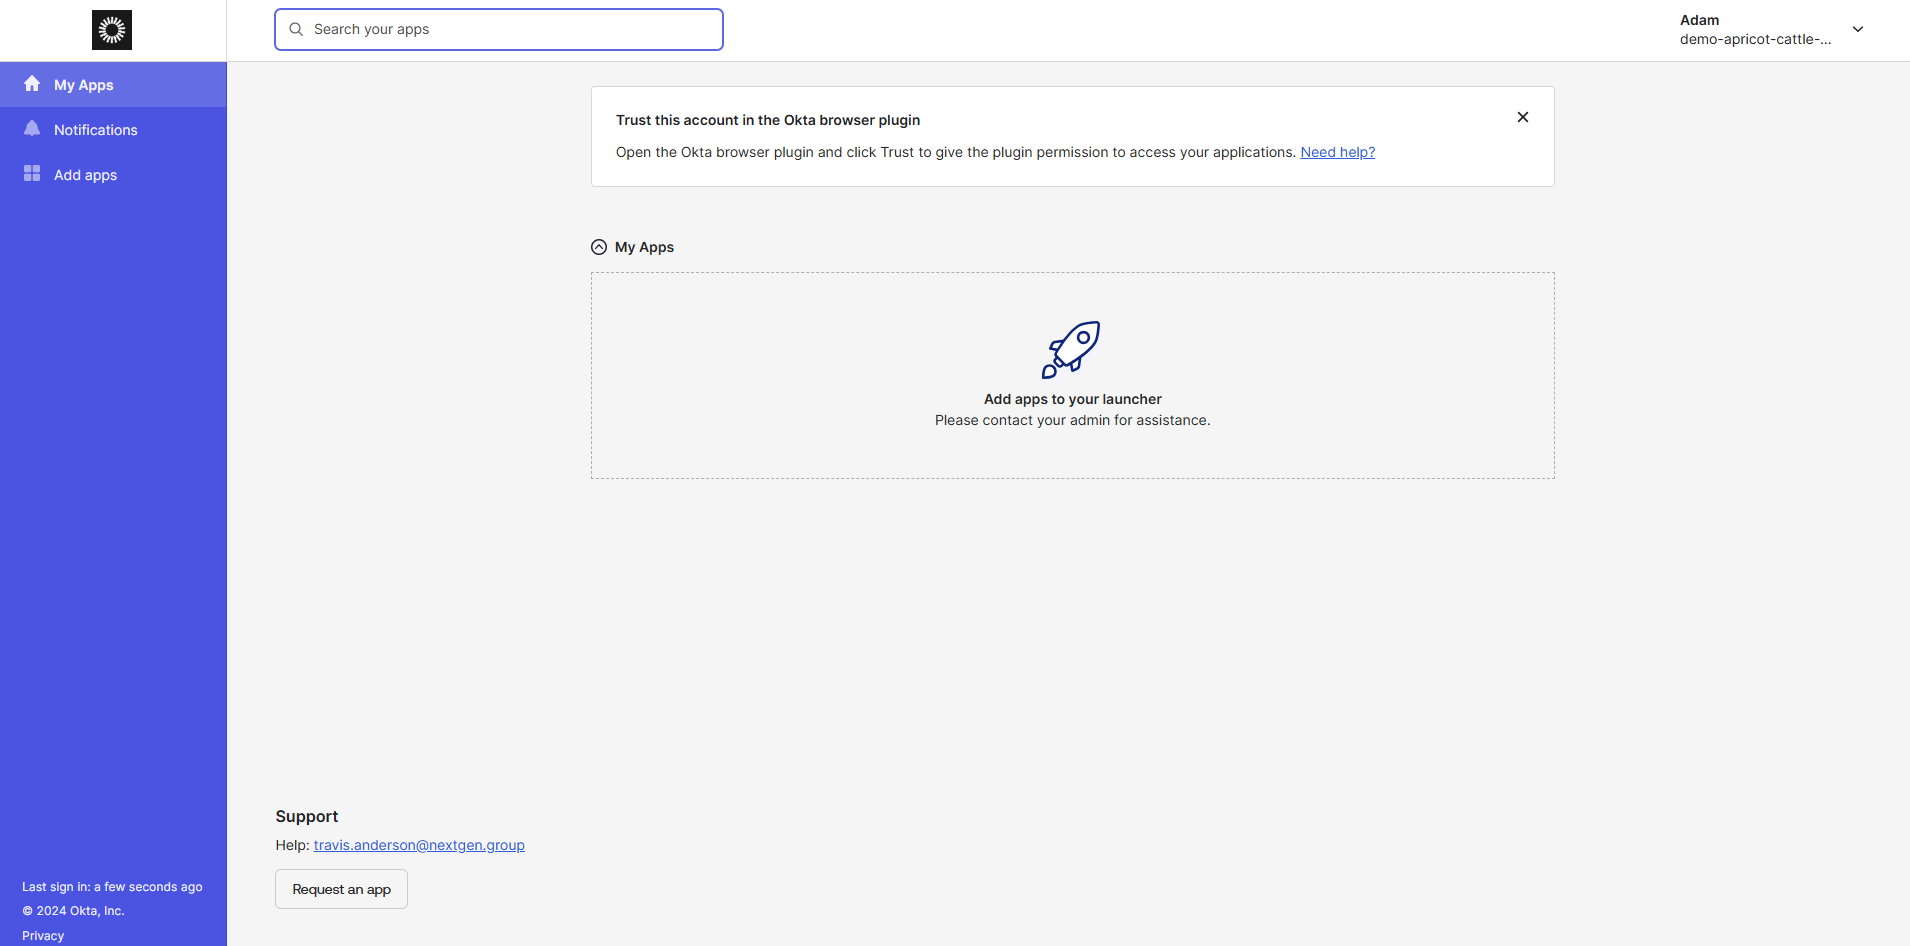 Search your apps
Adam
demo-apricot-cattle-...
My Apps
Notifications
Add apps
Trust this account in the Okta browser plugin
Open the Okta browser plugin and click Trust to give the plugin permission to access your applications. Need help?
My Apps
Add apps to your launcher
Please contact your admin for assistance.
Support
Help: travis.anderson@nextgen.group
Request an app
Last sign in: a few seconds ago
© 2024 Okta, Inc.
Privacy